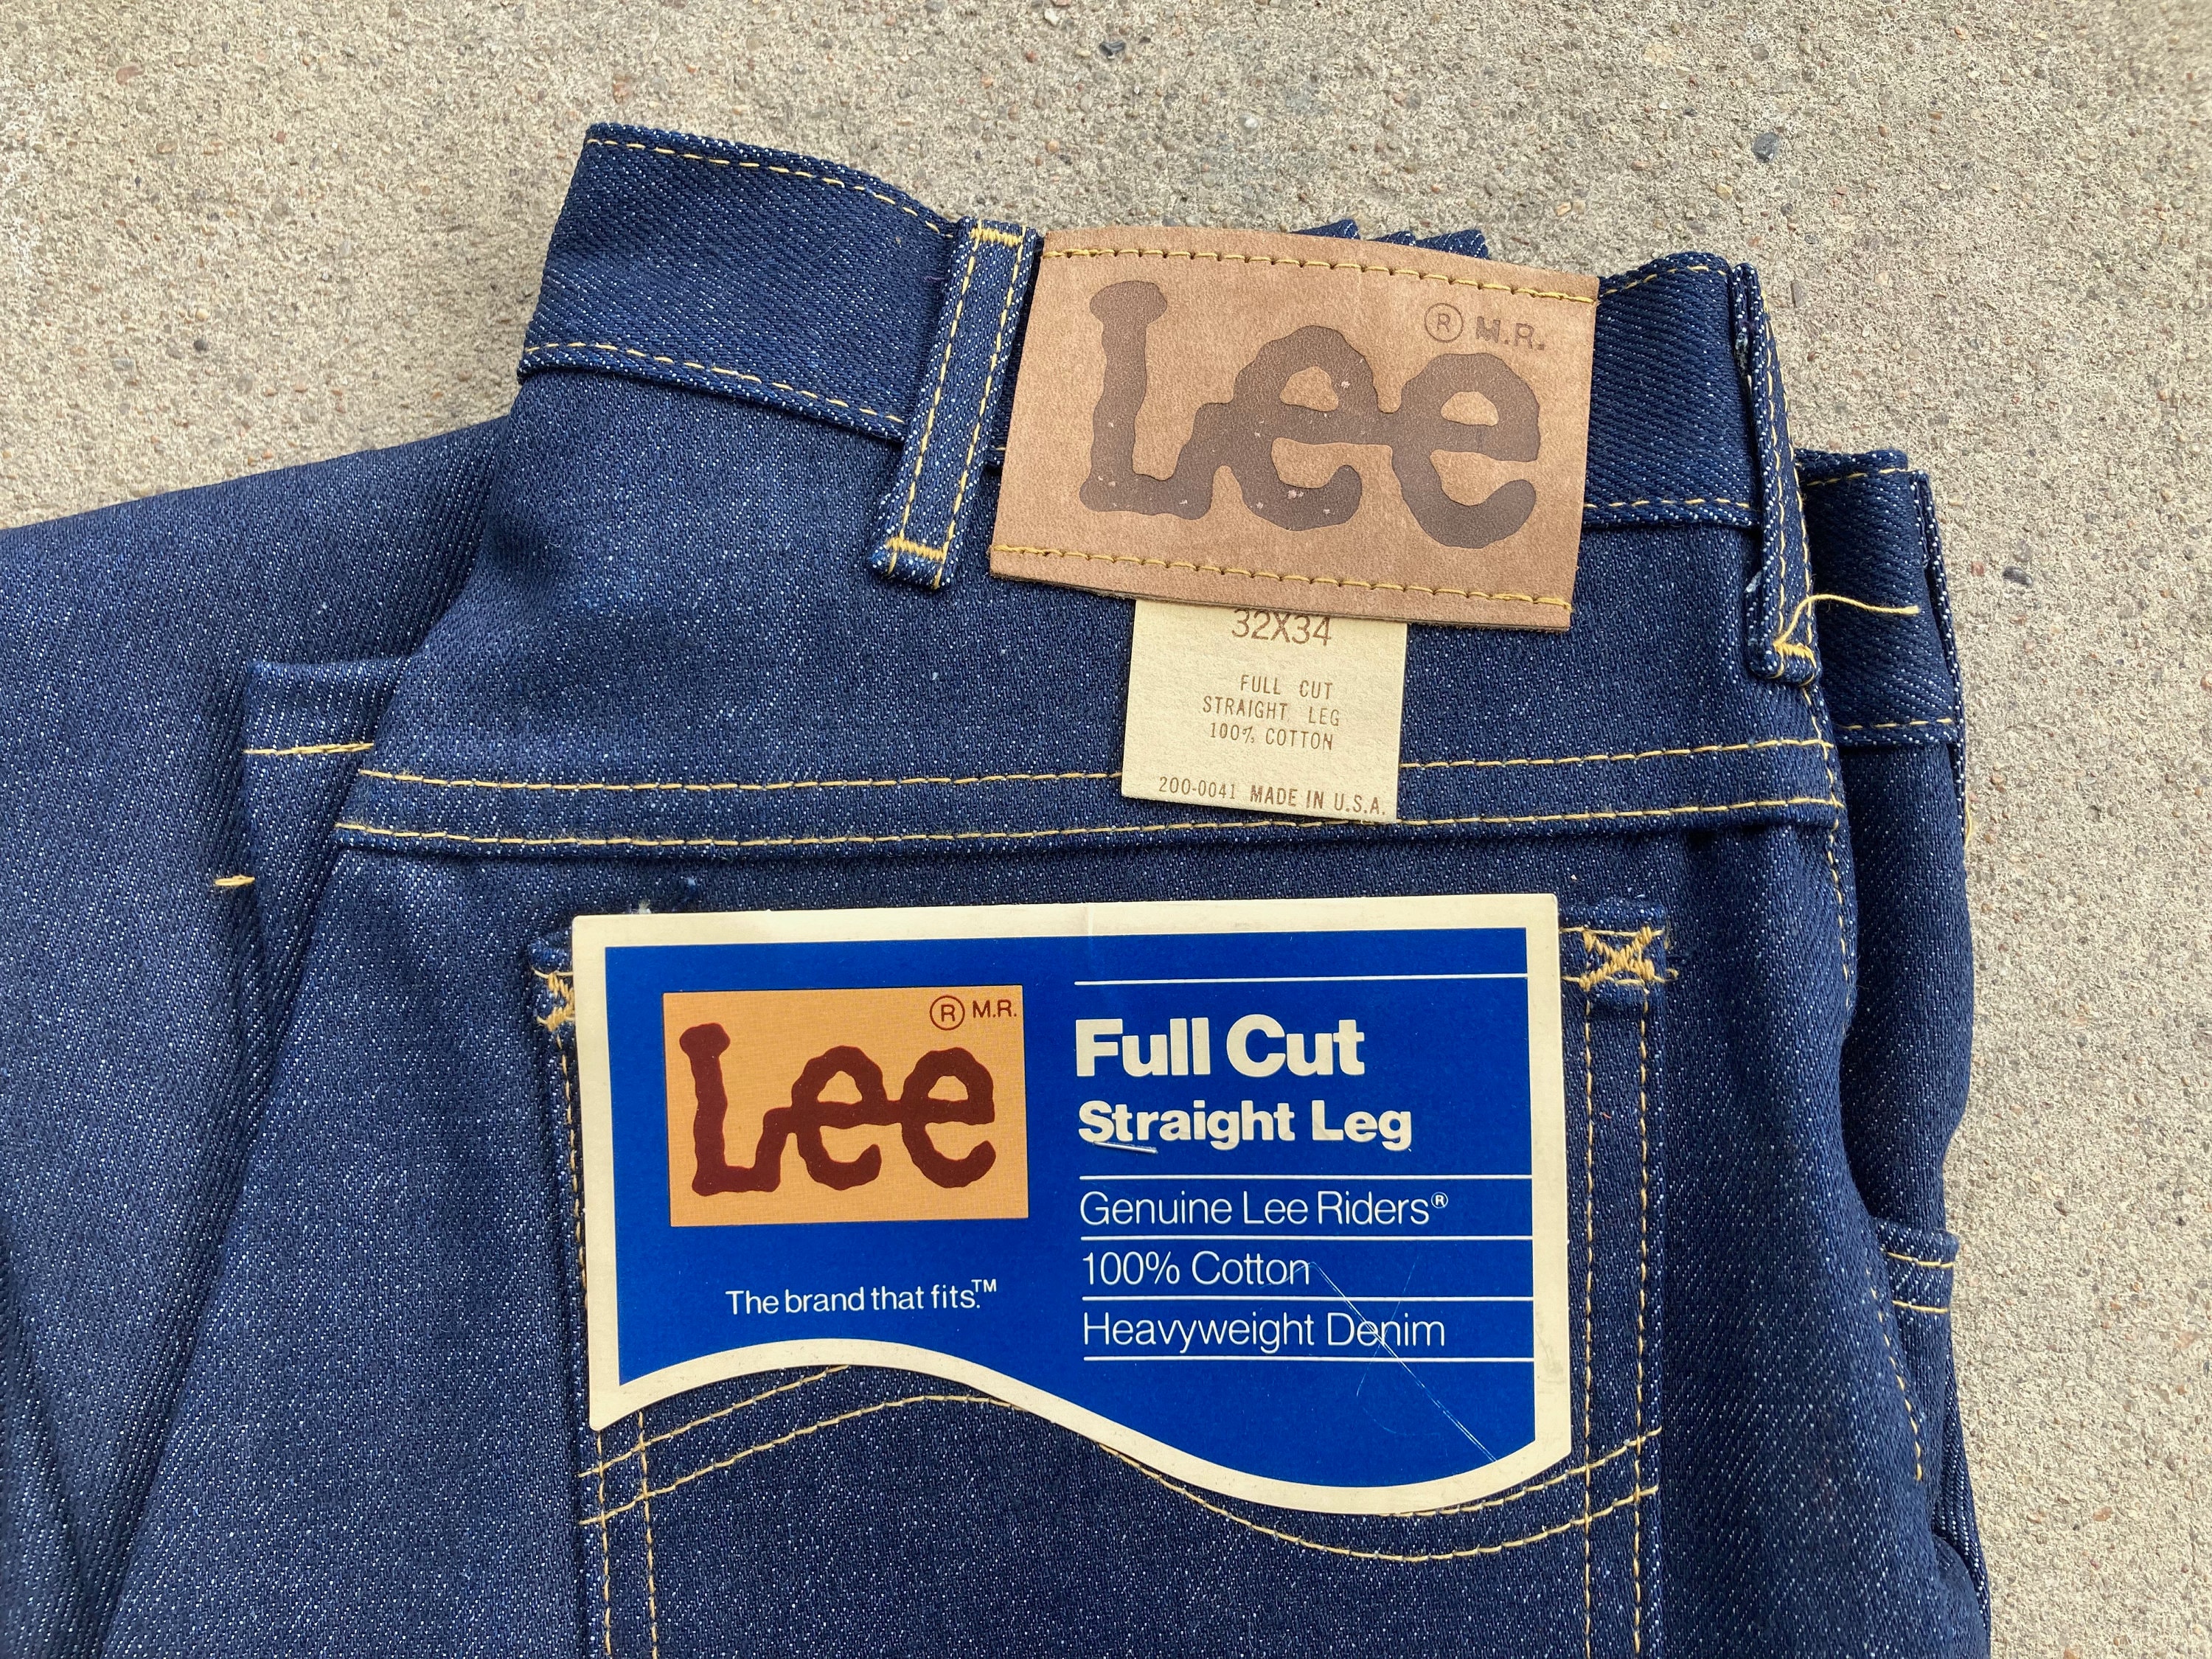 Lee ® M.R.
32X34
FULL CUT
STRAIGHT LEG
100% COTTON
200-0041 MADE IN U.S.A.
Lee ® M.R.
The brand that fits.™
Full Cut
Straight Leg
Genuine Lee Riders®
100% Cotton
Heavyweight Denim